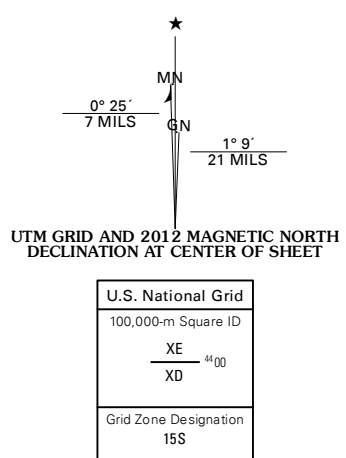 ★
MN
0° 25´
7 MILS
GN
1° 9´
21 MILS
UTM GRID AND 2012 MAGNETIC NORTH
DECLINATION AT CENTER OF SHEET
U.S. National Grid
100,000-m Square ID
XE
4400
XD
Grid Zone Designation
15S